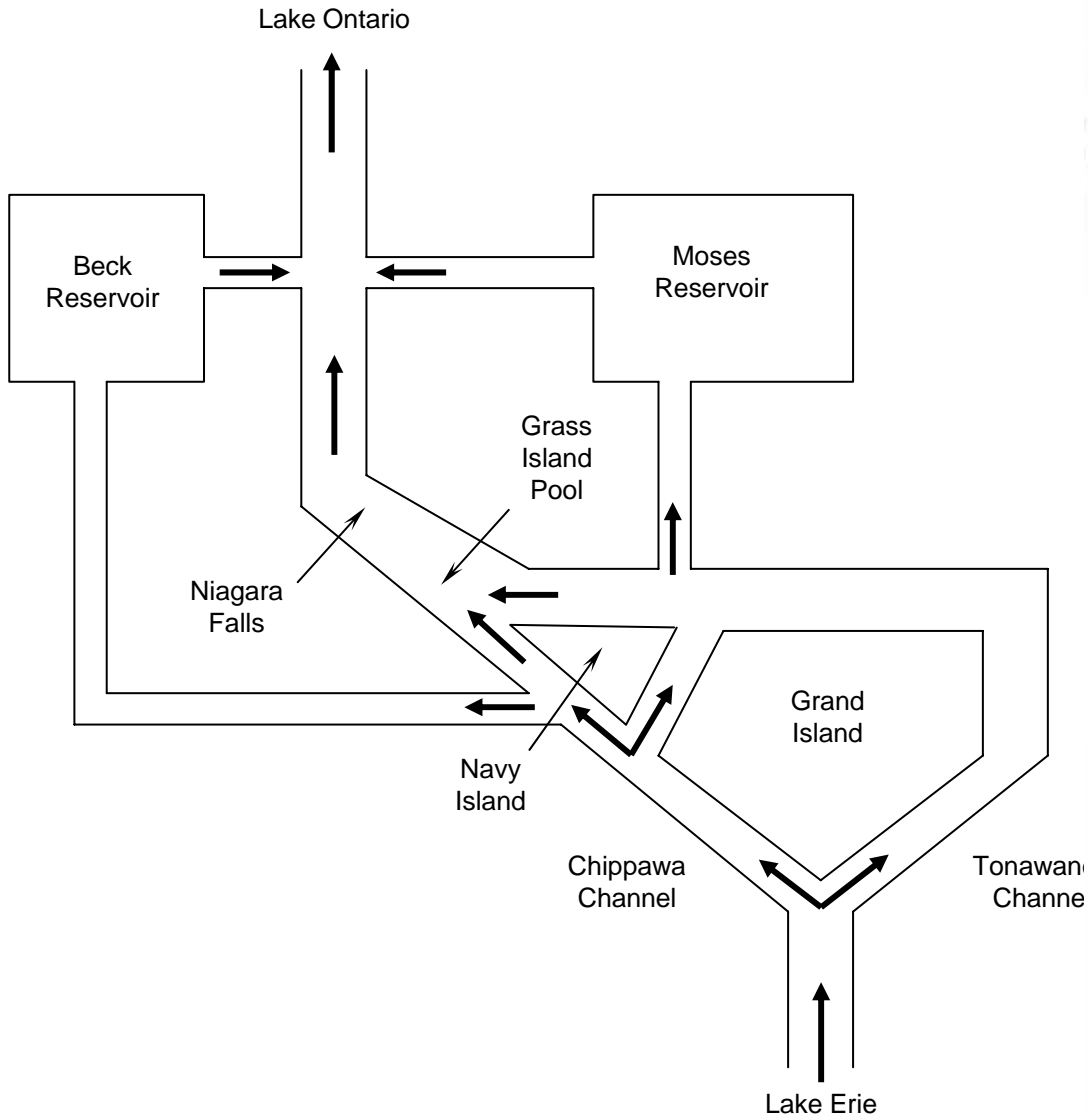 Lake Ontario
Beck
Reservoir
Moses
Reservoir
Grass
Island
Pool
Niagara
Falls
Grand
Island
Navy
Island
Chippawa
Channel
Lake Erie